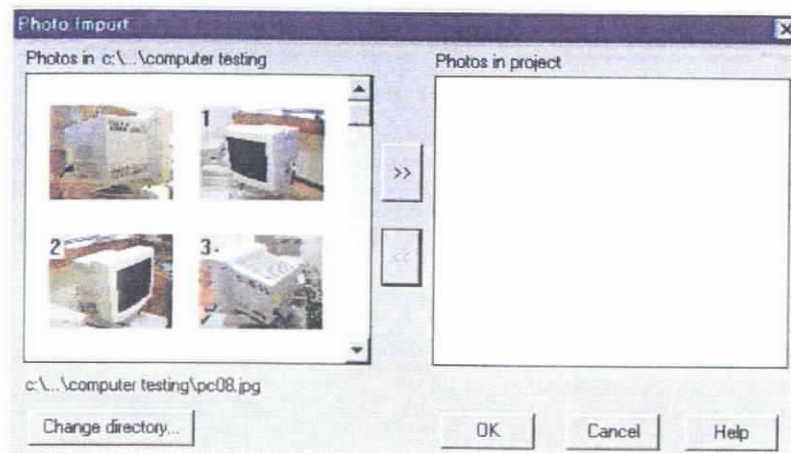 Photo Import
Photos in c:\...\computer testing
Photos in project
1
2
3
>>
<<
c:\...\computer testing\pc08.jpg
Change directory...
OK
Cancel
Help